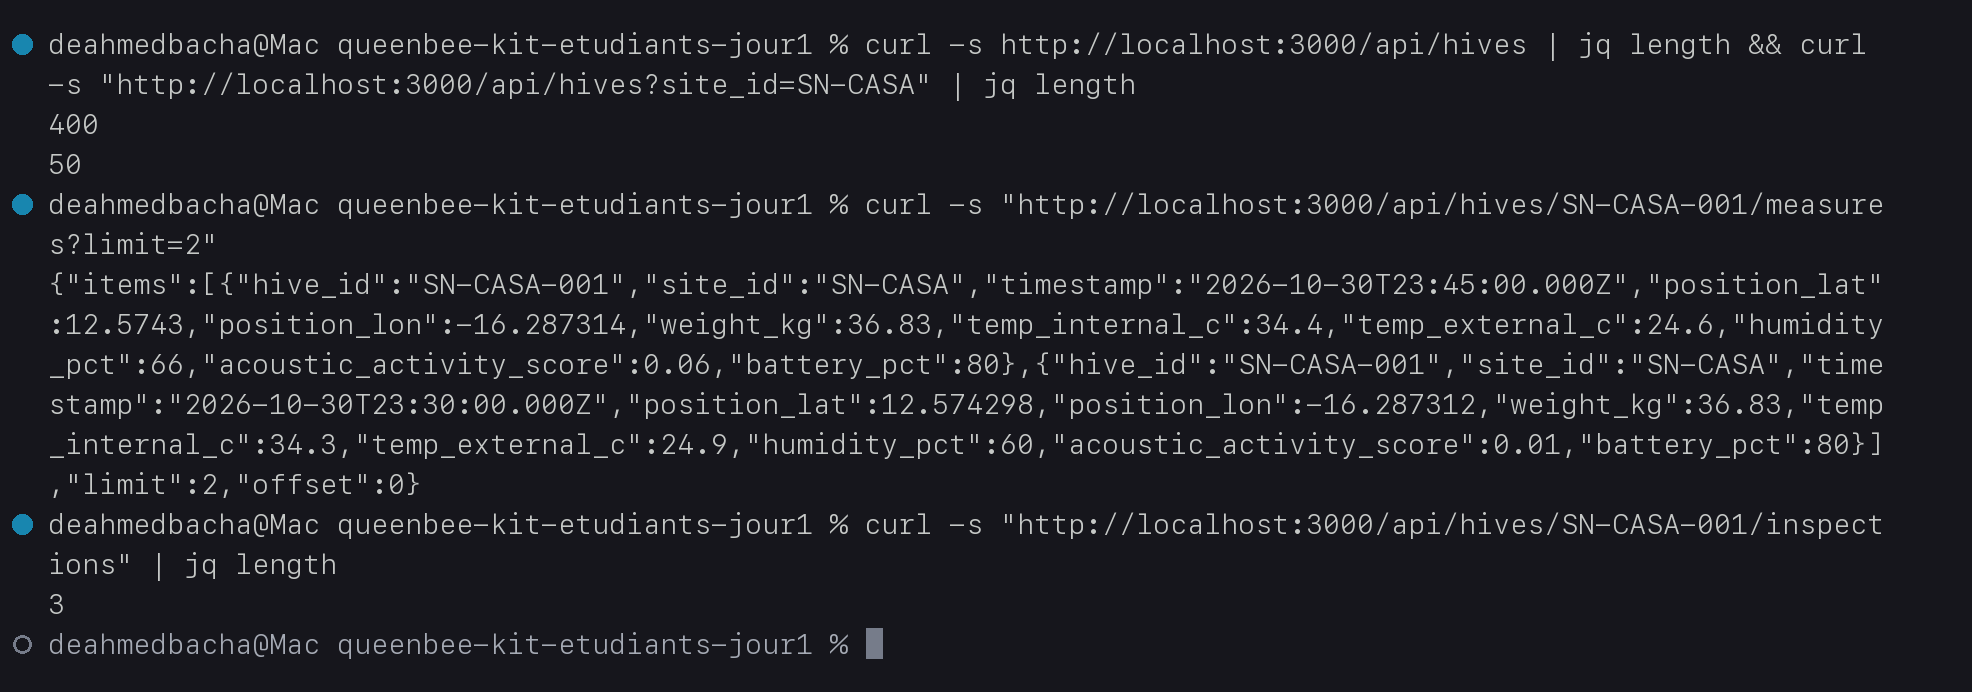 deahmedbacha@Mac queenbee-kit-etudiants-jour1 % curl -s http://localhost:3000/api/hives | jq length && curl
-s "http://localhost:3000/api/hives?site_id=SN-CASA" | jq length
400
50
deahmedbacha@Mac queenbee-kit-etudiants-jour1 % curl -s "http://localhost:3000/api/hives/SN-CASA-001/measure
s?limit=2"
{"items":[{"hive_id":"SN-CASA-001","site_id":"SN-CASA","timestamp":"2026-10-30T23:45:00.000Z","position_lat"
:12.5743,"position_lon":-16.287314,"weight_kg":36.83,"temp_internal_c":34.4,"temp_external_c":24.6,"humidity
_pct":66,"acoustic_activity_score":0.06,"battery_pct":80},{"hive_id":"SN-CASA-001","site_id":"SN-CASA","time
stamp":"2026-10-30T23:30:00.000Z","position_lat":12.574298,"position_lon":-16.287312,"weight_kg":36.83,"temp
_internal_c":34.3,"temp_external_c":24.9,"humidity_pct":60,"acoustic_activity_score":0.01,"battery_pct":80}]
,"limit":2,"offset":0}
deahmedbacha@Mac queenbee-kit-etudiants-jour1 % curl -s "http://localhost:3000/api/hives/SN-CASA-001/inspect
ions" | jq length
3
deahmedbacha@Mac queenbee-kit-etudiants-jour1 %